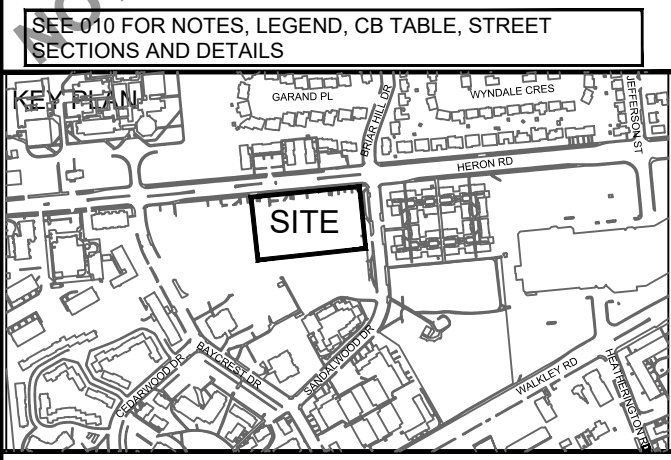 SEE 010 FOR NOTES, LEGEND, CB TABLE, STREET
SECTIONS AND DETAILS
KEY PLAN
GARAND PL
BRIAR HILL DR
WYNDALE CRES
JEFFERSON ST
HERON RD
SITE
CEDARWOOD DR
BAYCREST DR
SANDALWOOD DR
WALKLEY RD
HEATHERINGTON RD